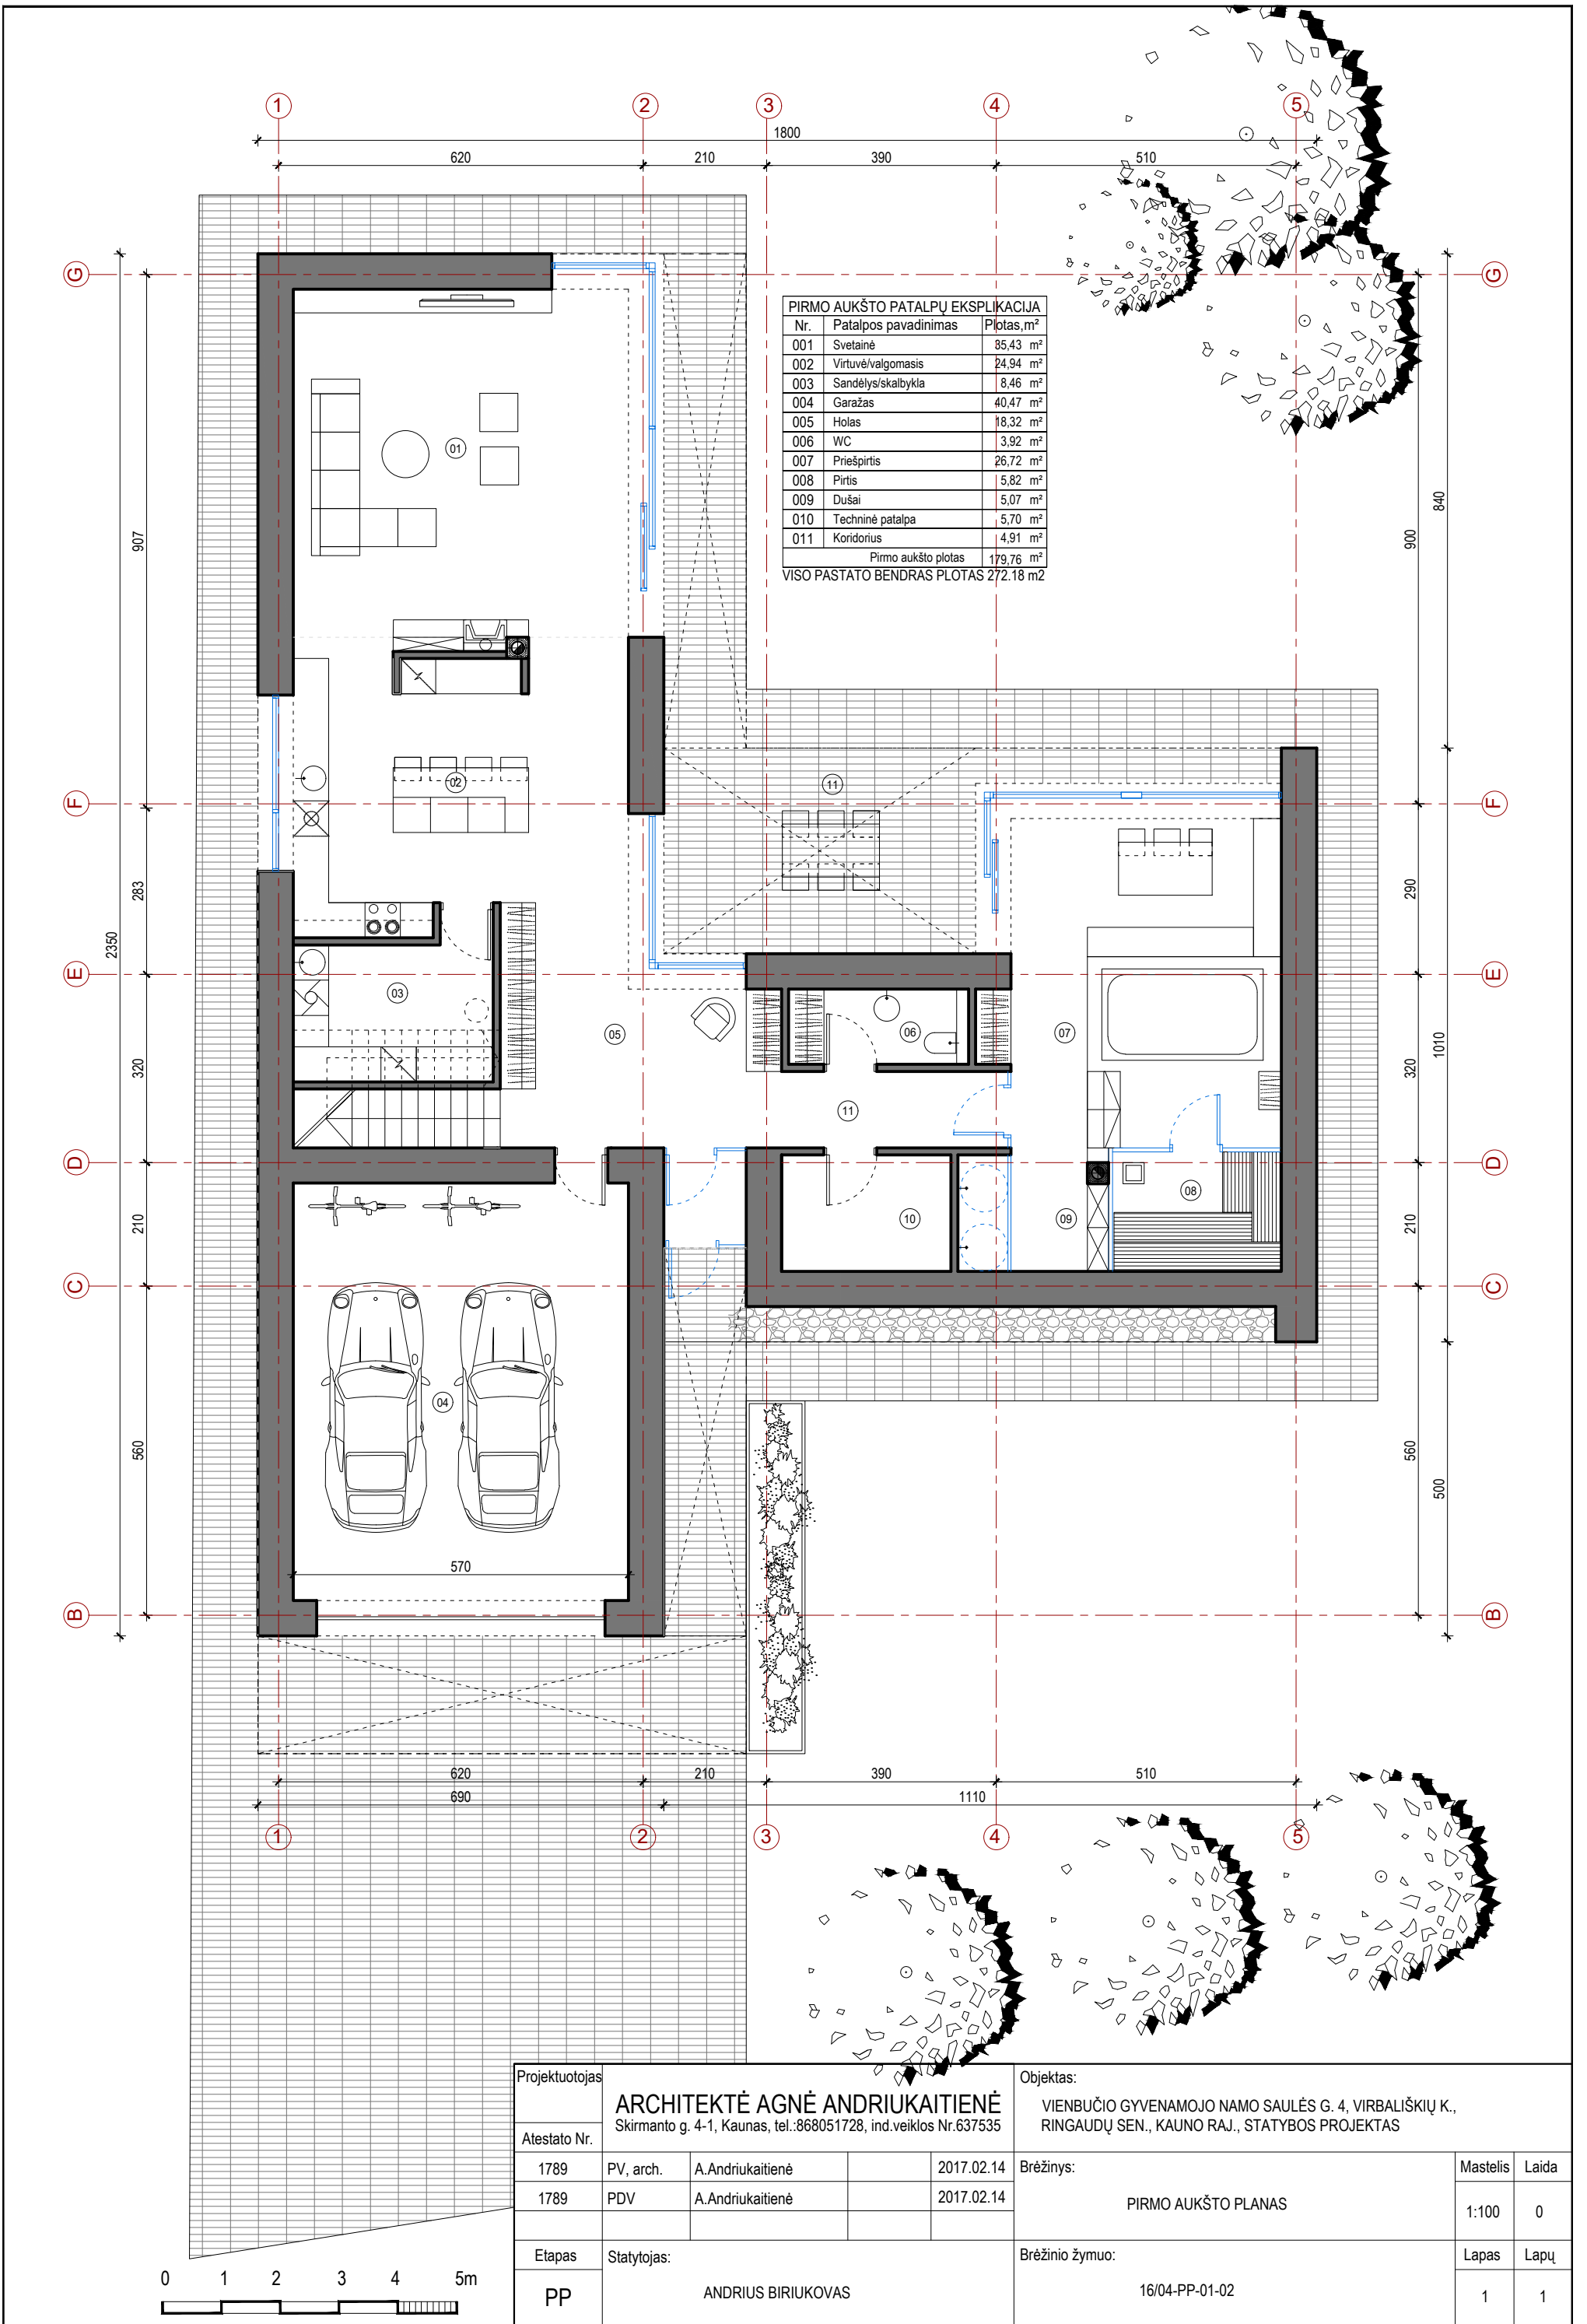 1 2 3 4 5
1800
620 210 390 510
G G
PIRMO AUKŠTO PATALPŲ EKSPLIKACIJA
Nr. Patalpos pavadinimas Plotas,m²
001 Svetainė 35,43 m²
002 Virtuvė/valgomasis 24,94 m²
003 Sandėlys/skalbykla 8,46 m²
004 Garažas 40,47 m²
005 Holas 18,32 m²
006 WC 3,92 m²
007 Priešpirtis 26,72 m²
008 Pirtis 5,82 m²
009 Dušai 5,07 m²
010 Techninė patalpa 5,70 m²
011 Koridorius 4,91 m²
Pirmo aukšto plotas 179,76 m²
VISO PASTATO BENDRAS PLOTAS 272.18 m2
01
907 900 840
02 11
F F
283 290
2350
E E
03 05 06 07
320 320 1010
11
D D
08
210 10 09 210
C C
04
560 560
500
570
B B
620 210 390 510
690 1110
1 2 3 4 5
Projektuotojas
ARCHITEKTĖ AGNĖ ANDRIUKAITIENĖ
Skirmanto g. 4-1, Kaunas, tel.:868051728, ind.veiklos Nr.637535
Atestato Nr.
Objektas:
VIENBUČIO GYVENAMOJO NAMO SAULĖS G. 4, VIRBALIŠKIŲ K.,
RINGAUDŲ SEN., KAUNO RAJ., STATYBOS PROJEKTAS
1789 PV, arch. A.Andriukaitienė 2017.02.14
1789 PDV A.Andriukaitienė 2017.02.14
Brėžinys:
PIRMO AUKŠTO PLANAS
Mastelis Laida
1:100 0
Etapas
PP
Statytojas:
ANDRIUS BIRIUKOVAS
Brėžinio žymuo:
16/04-PP-01-02
Lapas Lapų
1 1
0 1 2 3 4 5m